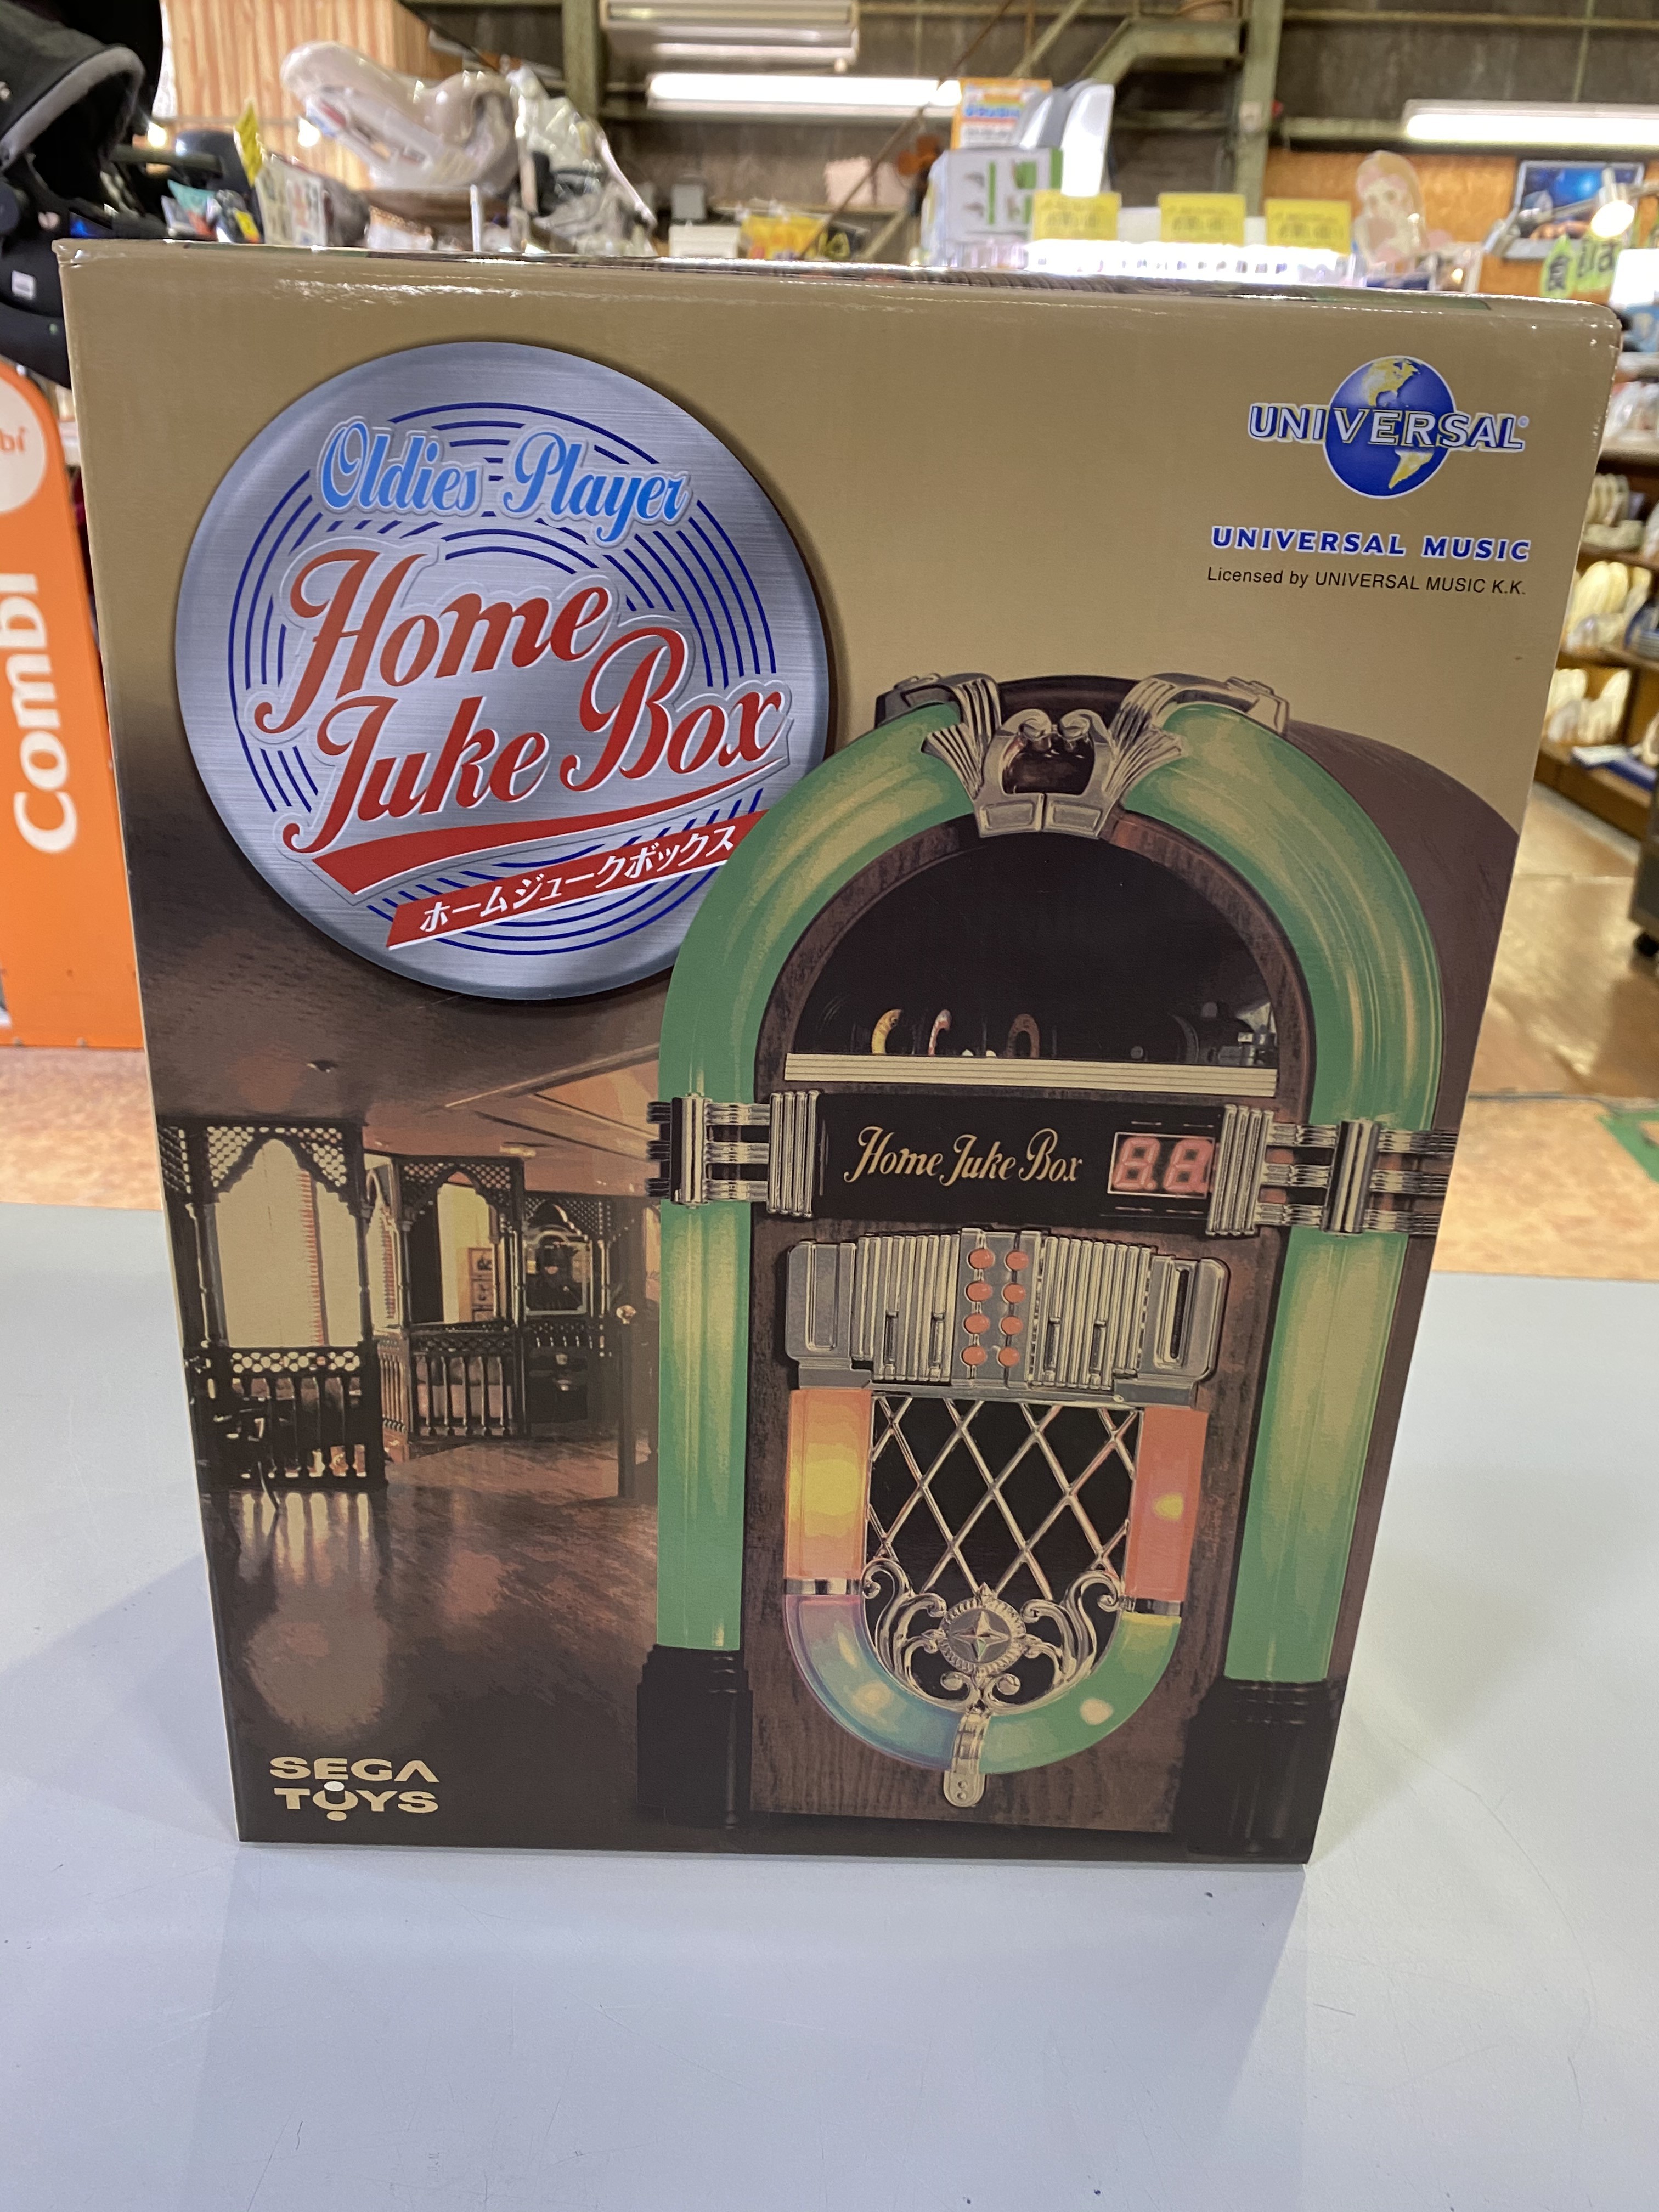 Oldies Player
Home
Juke Box
ホームジュークボックス
UNIVERSAL®
UNIVERSAL MUSIC
Licensed by UNIVERSAL MUSIC K.K.
Home Juke Box
88
SEGA
TOYS
Combi
bi